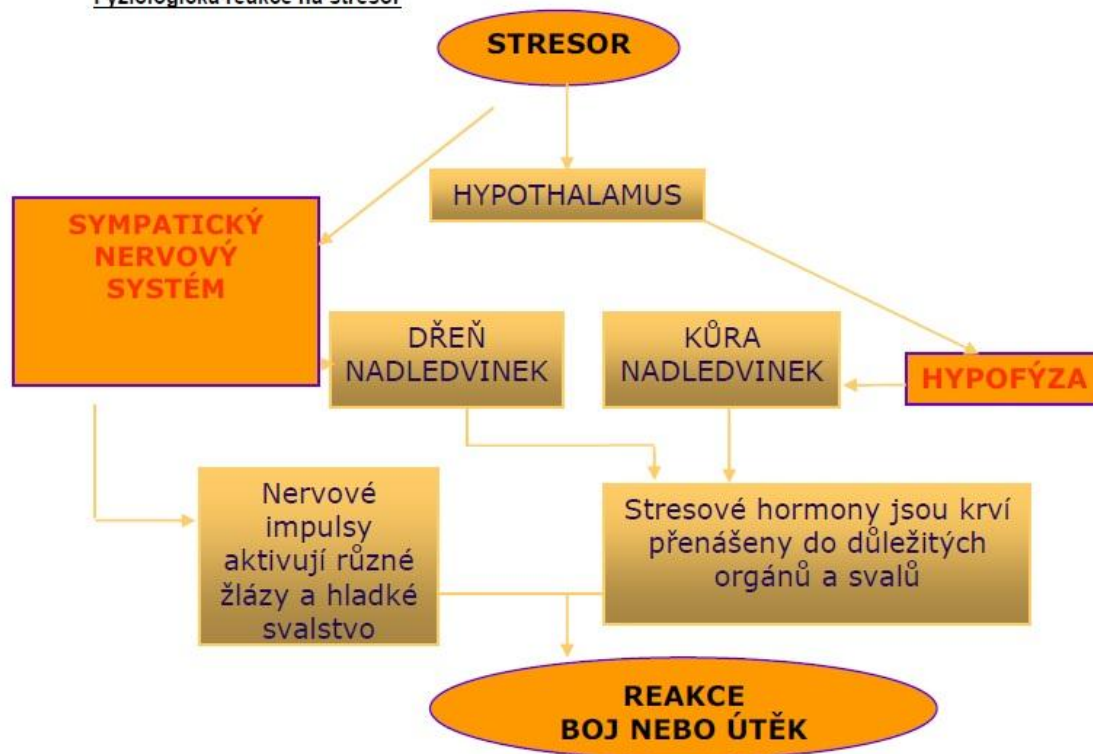 STRESOR
HYPOTHALAMUS
SYMPATICKÝ
NERVOVÝ
SYSTÉM
DŘEŇ
NADLEDVINEK
KŮRA
NADLEDVINEK
HYPOFÝZA
Nervové
impulsy
aktivují různé
žlázy a hladké
svalstvo
Stresové hormony jsou krví
přenášeny do důležitých
orgánů a svalů
REAKCE
BOJ NEBO ÚTĚK